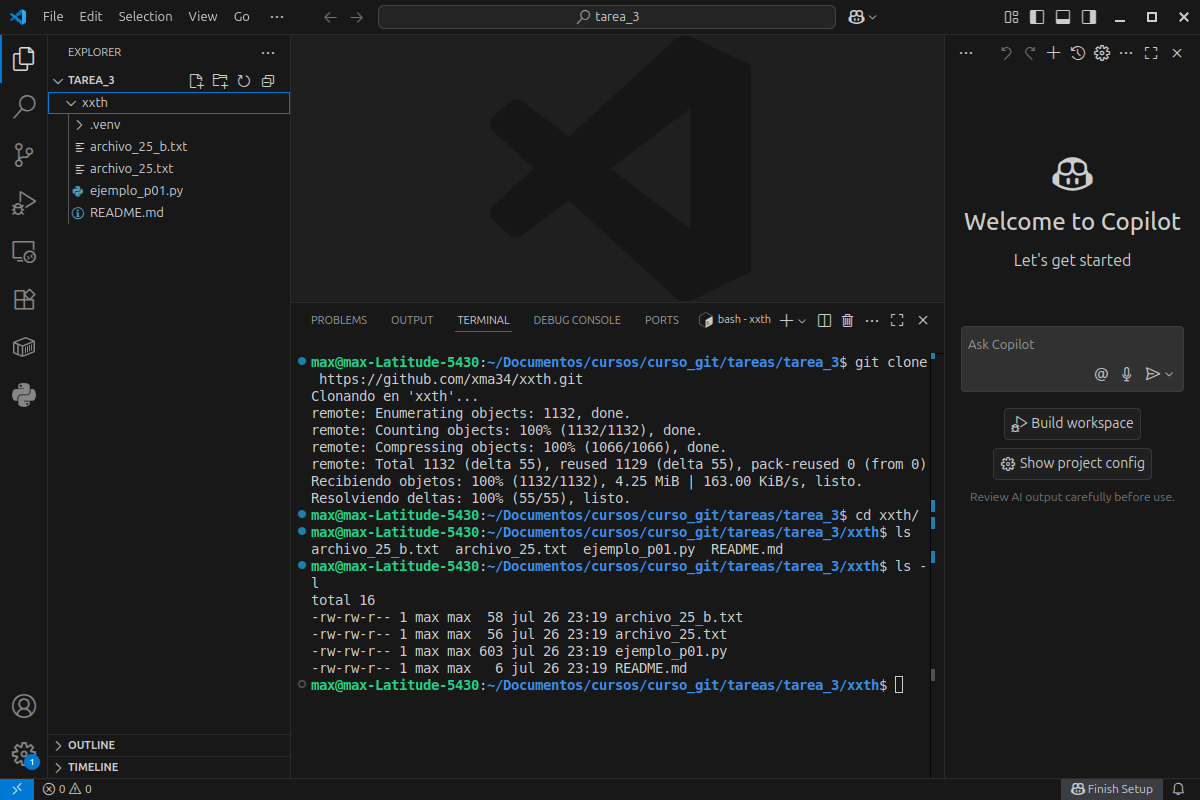 File Edit Selection View Go ··· tarea_3
EXPLORER ···
TAREA_3
xxth
.venv
archivo_25_b.txt
archivo_25.txt
ejemplo_p01.py
README.md
OUTLINE
TIMELINE
PROBLEMS OUTPUT TERMINAL DEBUG CONSOLE PORTS bash - xxth
max@max-Latitude-5430:~/Documentos/cursos/curso_git/tareas/tarea_3$ git clone
https://github.com/xma34/xxth.git
Clonando en 'xxth'...
remote: Enumerating objects: 1132, done.
remote: Counting objects: 100% (1132/1132), done.
remote: Compressing objects: 100% (1066/1066), done.
remote: Total 1132 (delta 55), reused 1129 (delta 55), pack-reused 0 (from 0)
Recibiendo objetos: 100% (1132/1132), 4.25 MiB | 163.00 KiB/s, listo.
Resolviendo deltas: 100% (55/55), listo.
max@max-Latitude-5430:~/Documentos/cursos/curso_git/tareas/tarea_3$ cd xxth/
max@max-Latitude-5430:~/Documentos/cursos/curso_git/tareas/tarea_3/xxth$ ls
archivo_25_b.txt  archivo_25.txt  ejemplo_p01.py  README.md
max@max-Latitude-5430:~/Documentos/cursos/curso_git/tareas/tarea_3/xxth$ ls -
l
total 16
-rw-rw-r-- 1 max max  58 jul 26 23:19 archivo_25_b.txt
-rw-rw-r-- 1 max max  56 jul 26 23:19 archivo_25.txt
-rw-rw-r-- 1 max max 603 jul 26 23:19 ejemplo_p01.py
-rw-rw-r-- 1 max max   6 jul 26 23:19 README.md
max@max-Latitude-5430:~/Documentos/cursos/curso_git/tareas/tarea_3/xxth$
Welcome to Copilot
Let's get started
Ask Copilot
@
Build workspace
Show project config
Review AI output carefully before use.
1
0 0
Finish Setup